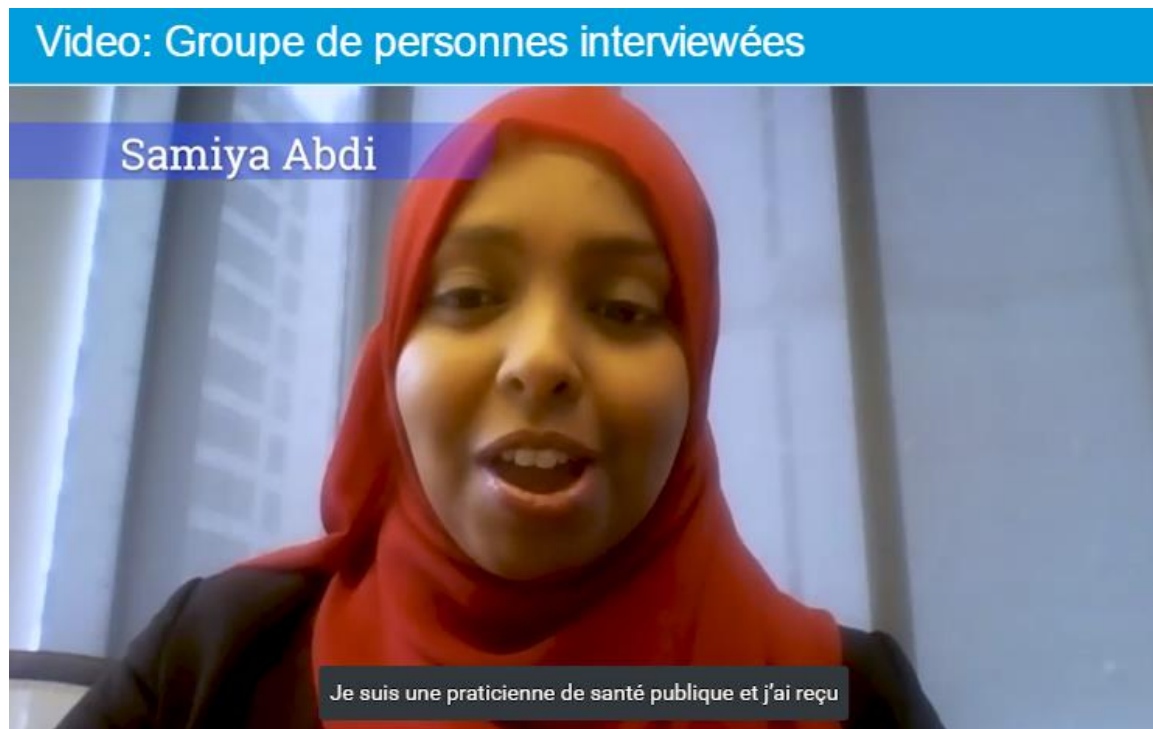 Video: Groupe de personnes interviewées
Samiya Abdi
Je suis une praticienne de santé publique et j'ai reçu